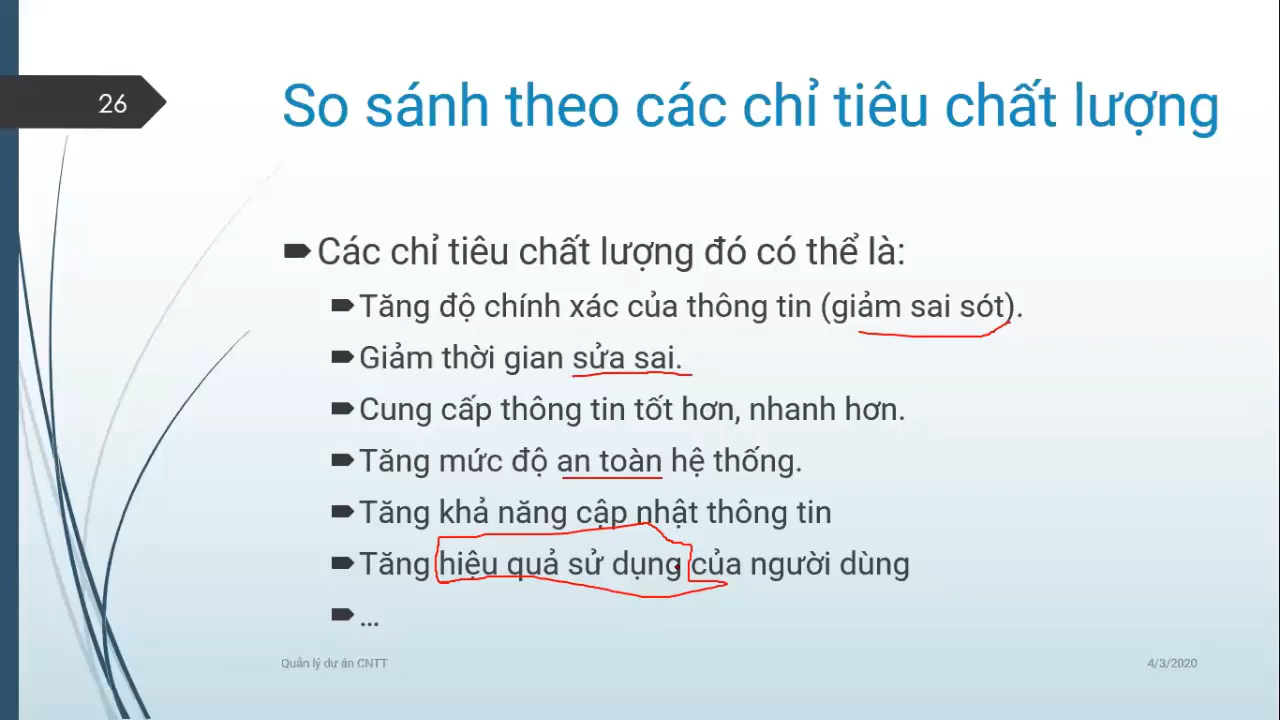 26
So sánh theo các chỉ tiêu chất lượng
Các chỉ tiêu chất lượng đó có thể là:
Tăng độ chính xác của thông tin (giảm sai sót).
Giảm thời gian sửa sai.
Cung cấp thông tin tốt hơn, nhanh hơn.
Tăng mức độ an toàn hệ thống.
Tăng khả năng cập nhật thông tin
Tăng hiệu quả sử dụng của người dùng
...
Quản lý dự án CNTT
4/3/2020